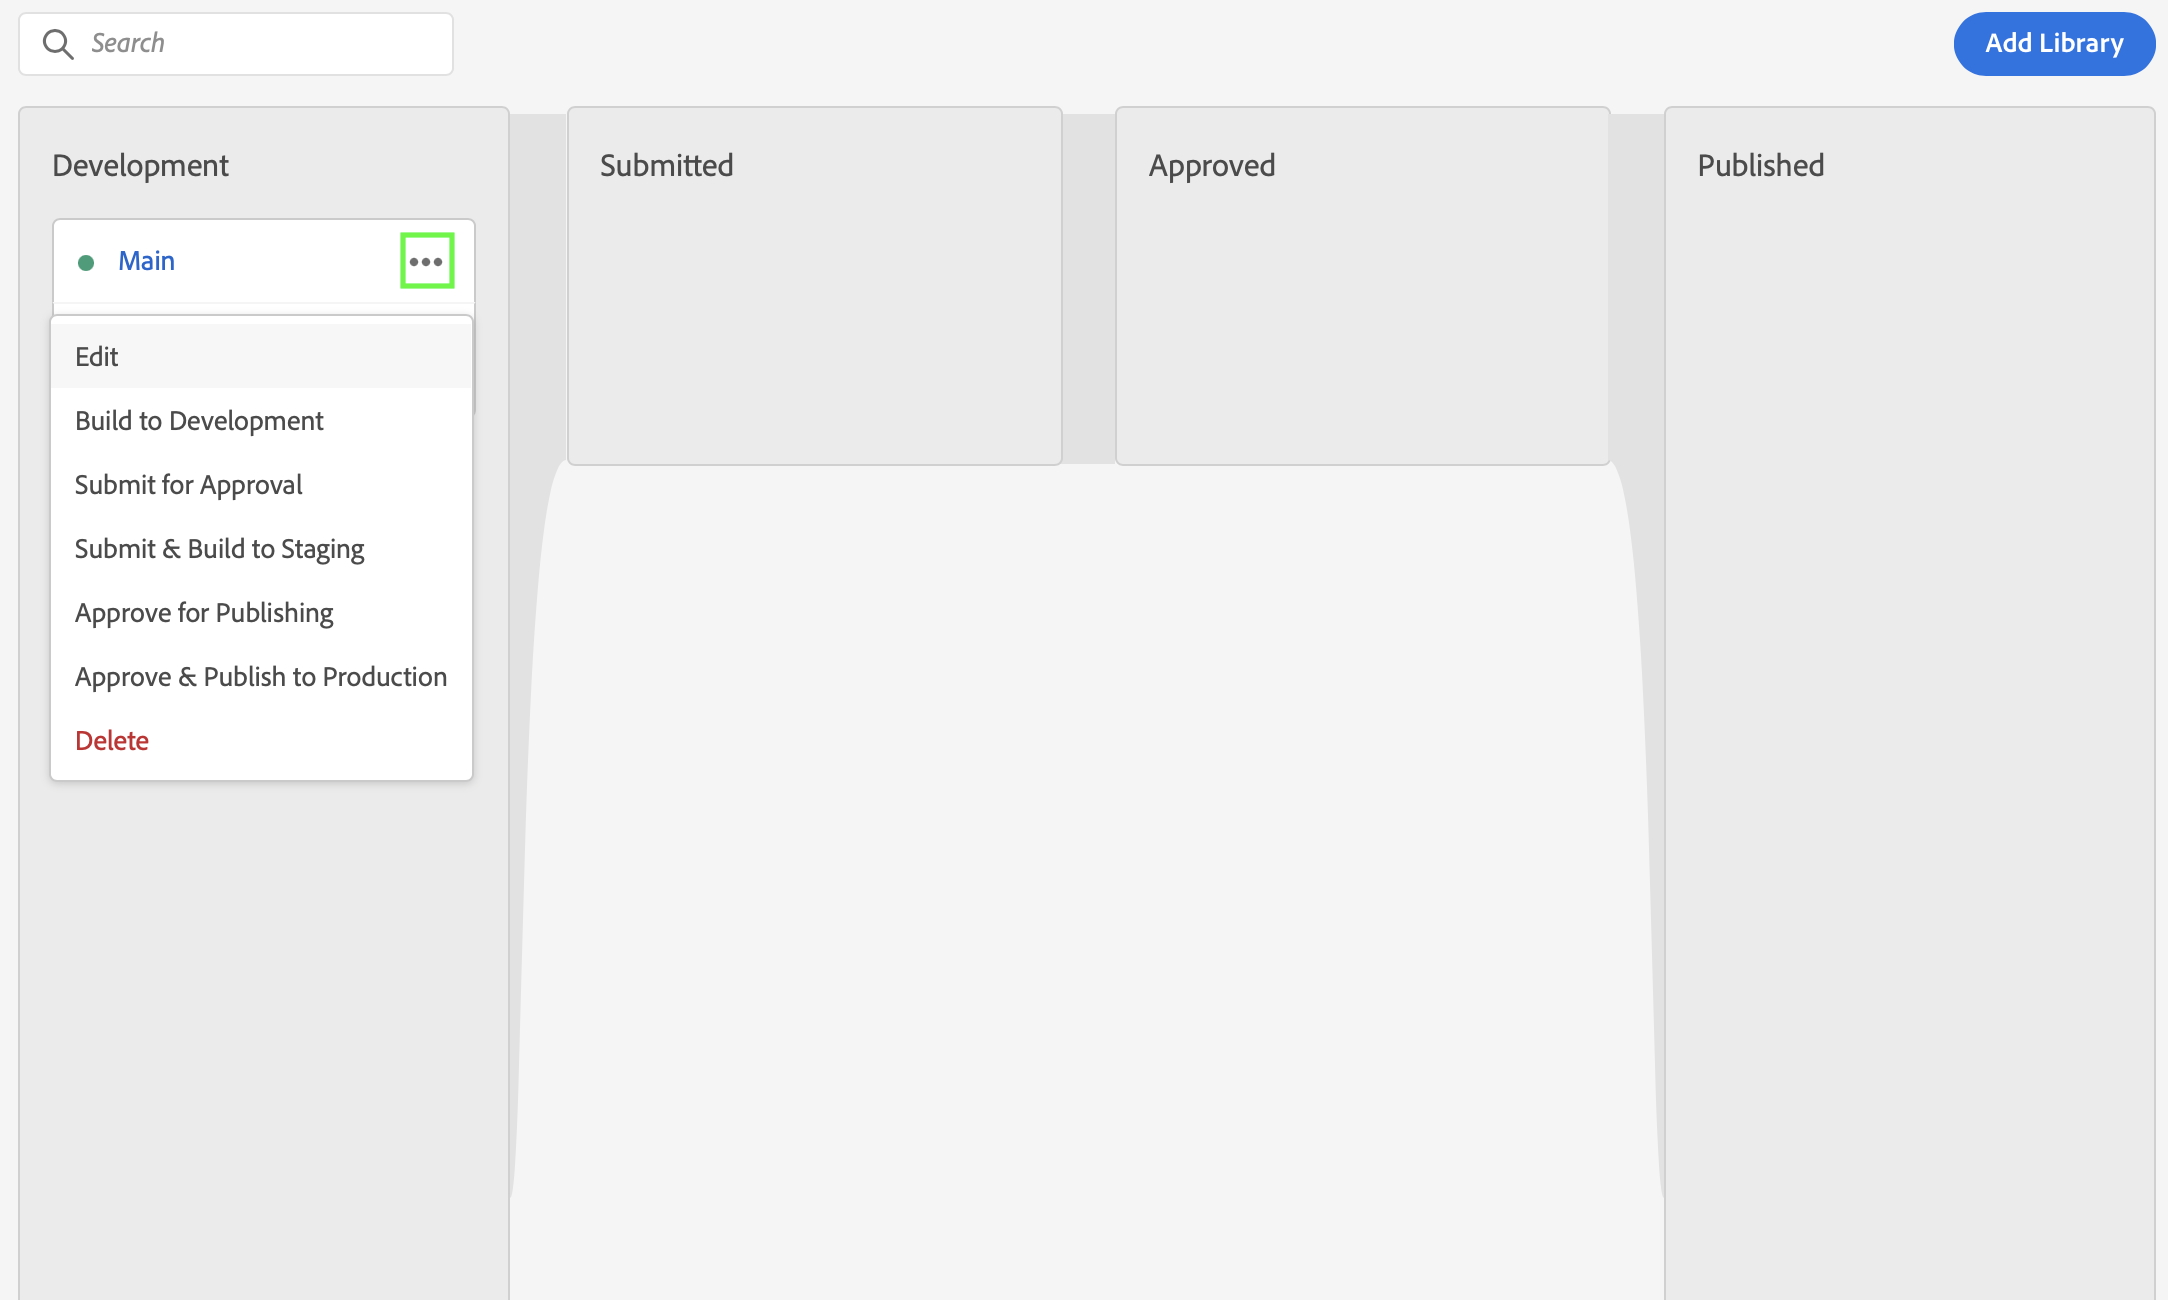 Search
Add Library
Development
Submitted
Approved
Published
Main
Edit
Build to Development
Submit for Approval
Submit & Build to Staging
Approve for Publishing
Approve & Publish to Production
Delete